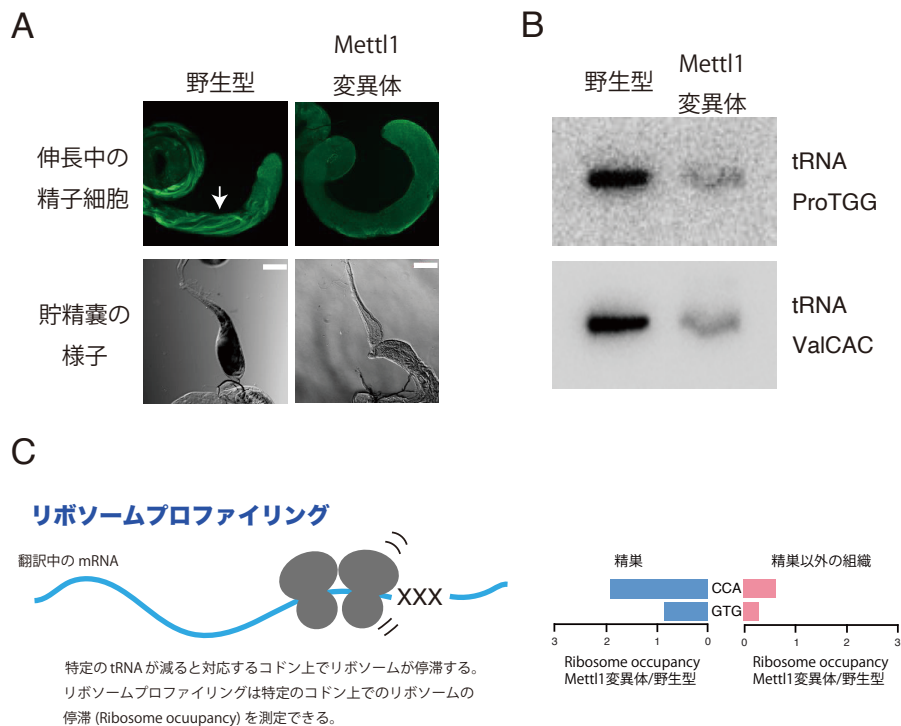 A
野生型
Mettl1
変異体
伸長中の
精子細胞
貯精嚢の
様子
B
野生型
Mettl1
変異体
tRNA
ProTGG
tRNA
ValCAC
C
リボソームプロファイリング
翻訳中の mRNA
XXX
特定の tRNA が減ると対応するコドン上でリボソームが停滞する。
リボソームプロファイリングは特定のコドン上でのリボソームの
停滞 (Ribosome ocuupancy) を測定できる。
精巣
精巣以外の組織
CCA
GTG
3 2 1 0
0 1 2 3
Ribosome occupancy
Mettl1変異体/野生型
Ribosome occupancy
Mettl1変異体/野生型